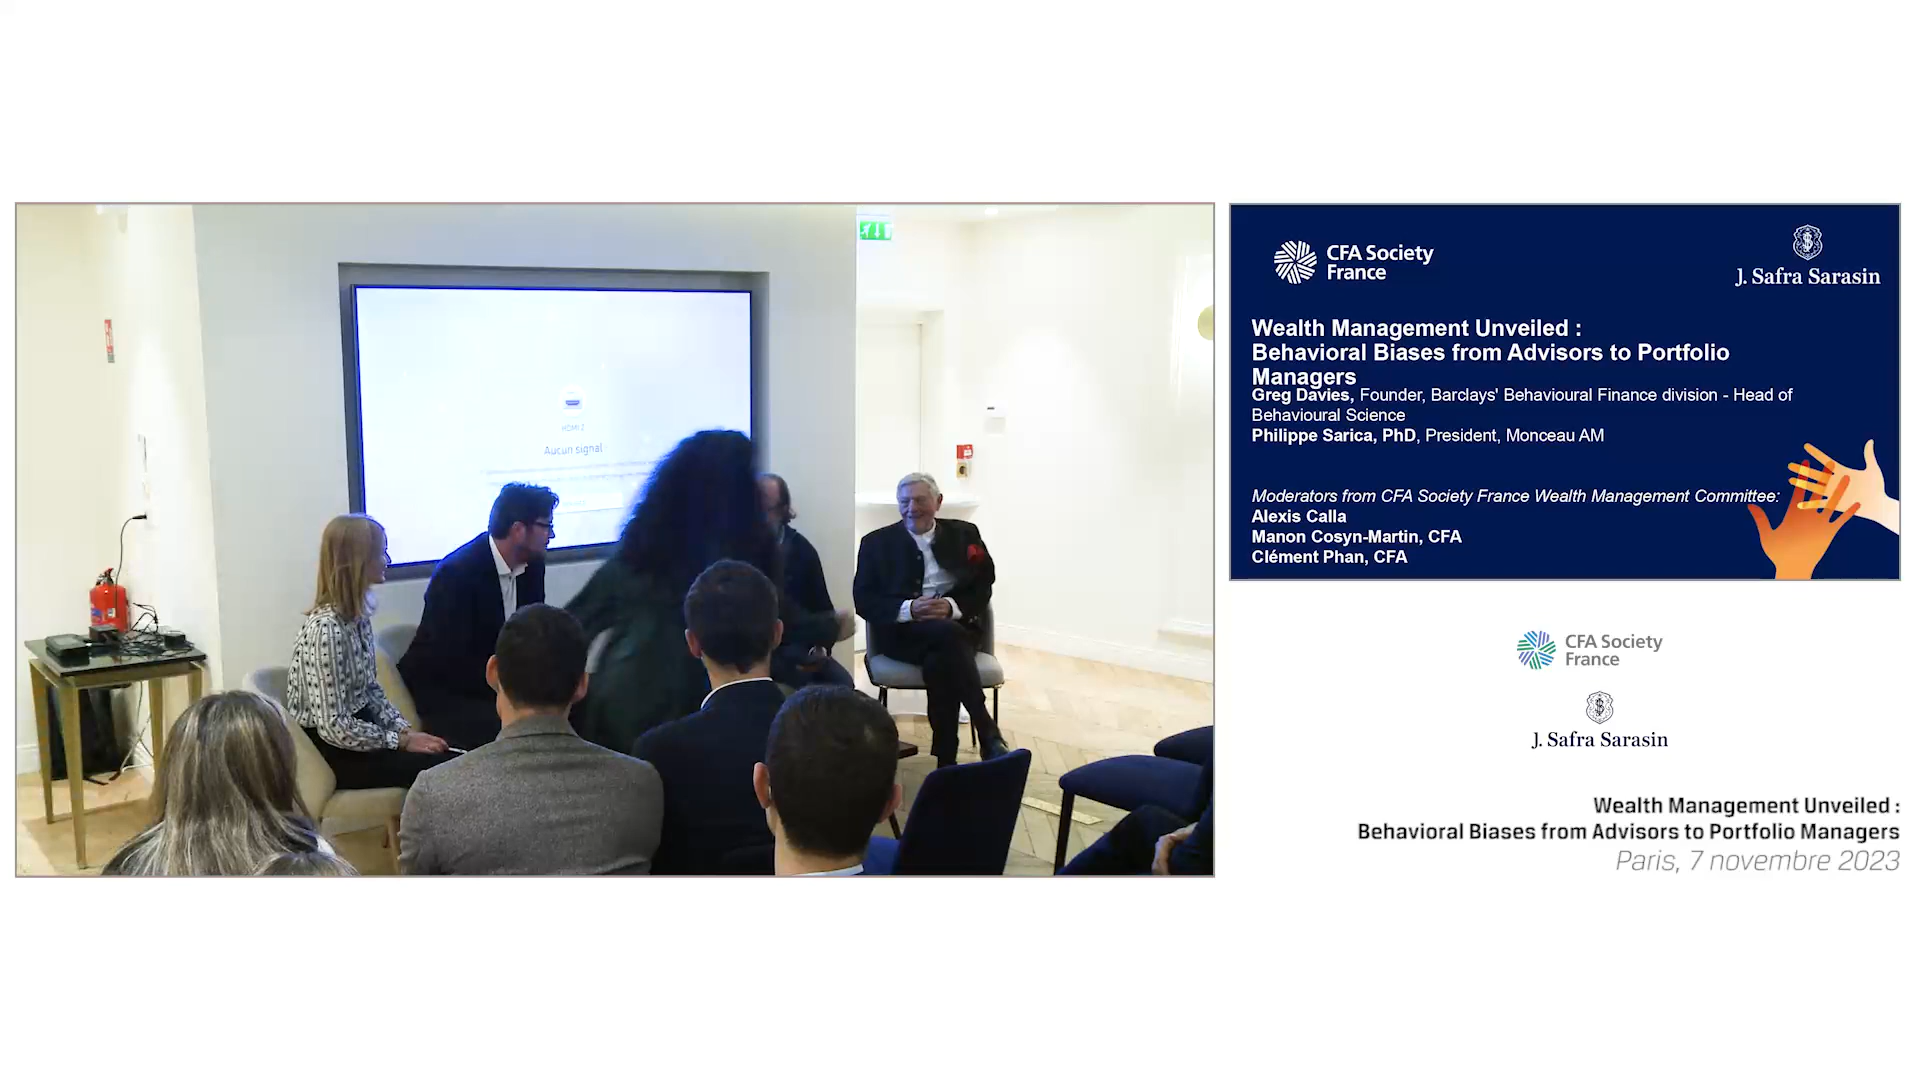 HDMI 2
Aucun signal
CFA Society
France
J. Safra Sarasin
Wealth Management Unveiled :
Behavioral Biases from Advisors to Portfolio
Managers
Greg Davies, Founder, Barclays' Behavioural Finance division - Head of
Behavioural Science
Philippe Sarica, PhD, President, Monceau AM
Moderators from CFA Society France Wealth Management Committee:
Alexis Calla
Manon Cosyn-Martin, CFA
Clément Phan, CFA
CFA Society
France
J. Safra Sarasin
Wealth Management Unveiled :
Behavioral Biases from Advisors to Portfolio Managers
Paris, 7 novembre 2023